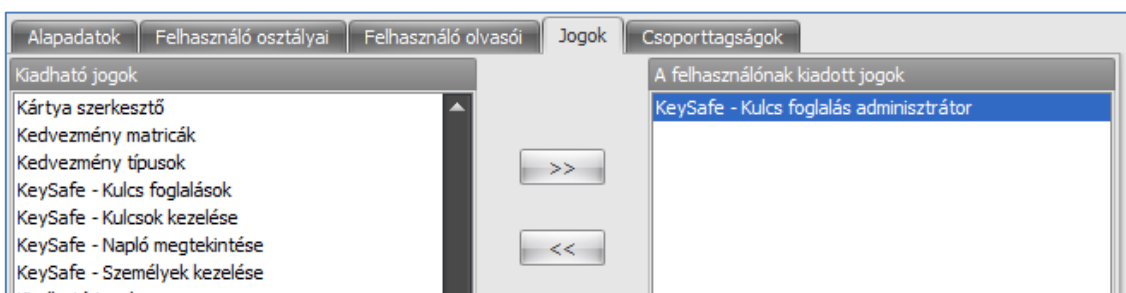 Alapadatok Felhasználó osztályai Felhasználó olvasói Jogok Csoporttagságok
Kiadható jogok A felhasználónak kiadott jogok
Kártya szerkesztő KeySafe - Kulcs foglalás adminisztrátor
Kedvezmény matricák
Kedvezmény típusok
>>
KeySafe - Kulcs foglalások
KeySafe - Kulcsok kezelése
KeySafe - Napló megtekintése
<<
KeySafe - Személyek kezelése